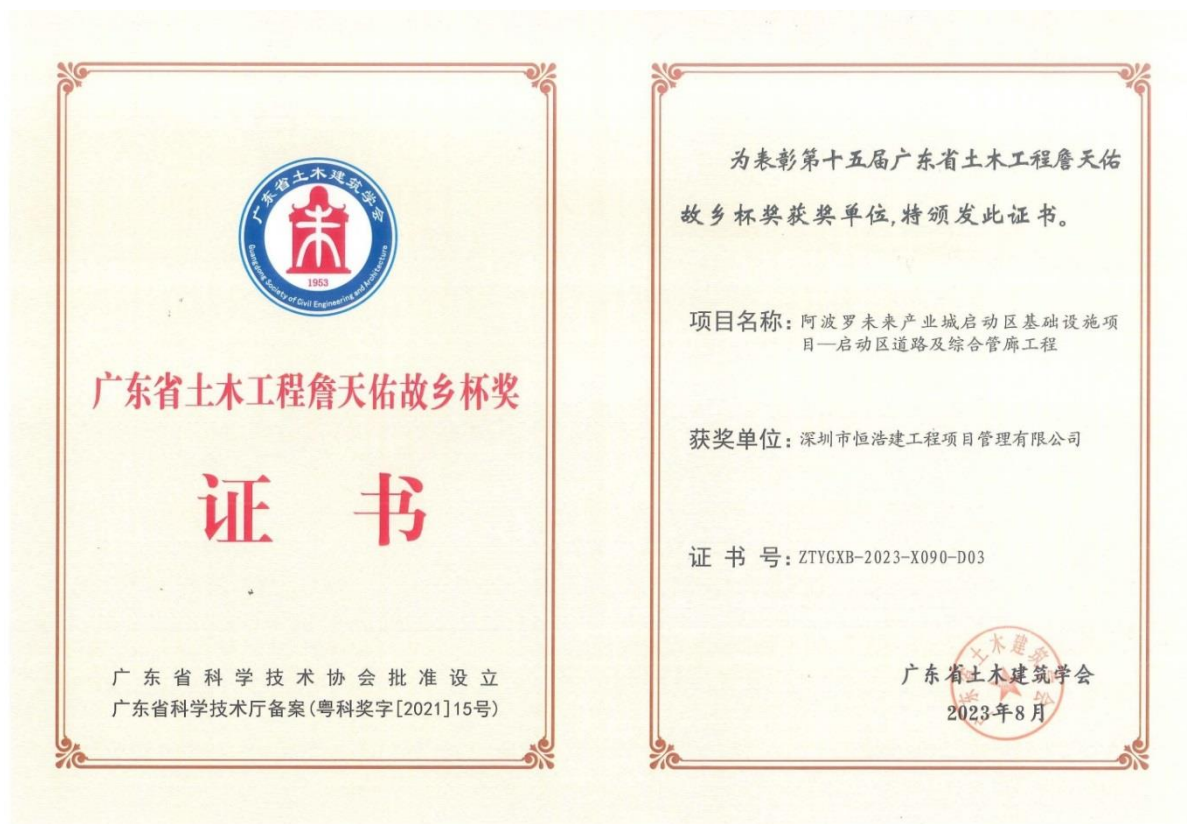 广东省土木建筑学会
Guangdong Society of Civil Engineering and Architecture
1953
广东省土木工程詹天佑故乡杯奖
证 书
广东省科学技术协会批准设立
广东省科学技术厅备案(粤科奖字[2021]15号)
为表彰第十五届广东省土木工程詹天佑
故乡杯奖获奖单位,特颁发此证书。
项目名称:阿波罗未来产业城启动区基础设施项
目—启动区道路及综合管廊工程
获奖单位:深圳市恒浩建工程项目管理有限公司
证 书 号:ZTYGXB-2023-X090-D03
广东省土木建筑学会
广东省土木建筑学会
2023年8月